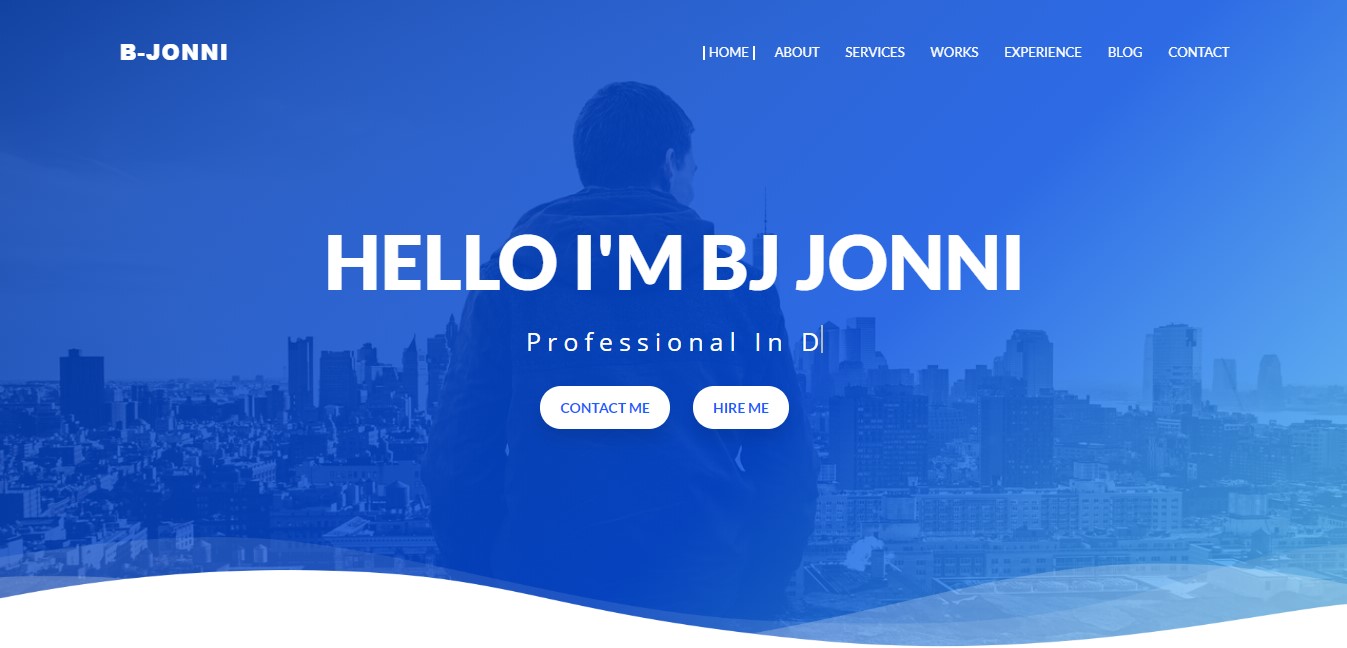 B-JONNI
HOME ABOUT SERVICES WORKS EXPERIENCE BLOG CONTACT
HELLO I'M BJ JONNI
Professional In D
CONTACT ME HIRE ME